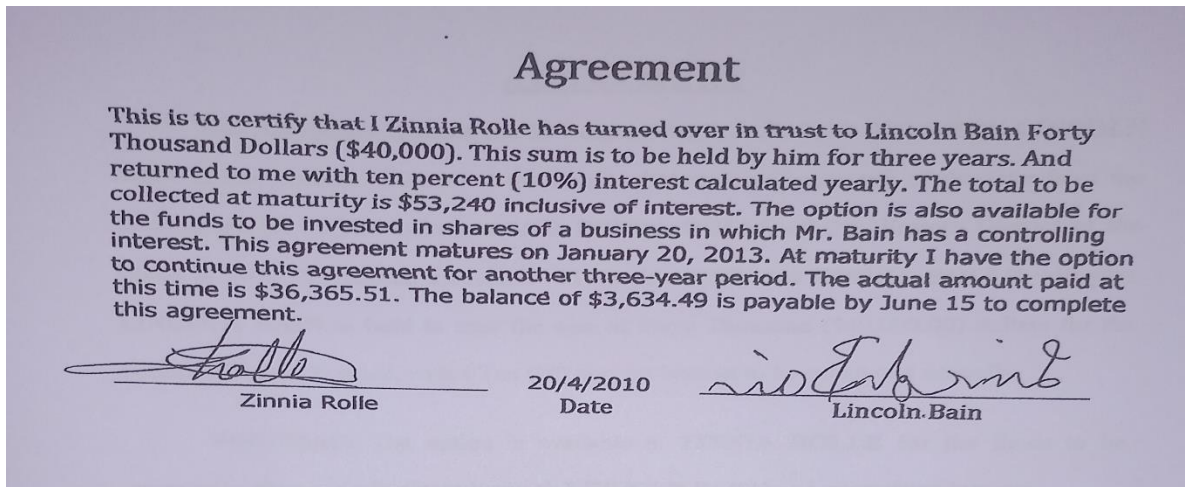 Agreement
This is to certify that I Zinnia Rolle has turned over in trust to Lincoln Bain Forty
Thousand Dollars ($40,000). This sum is to be held by him for three years. And
returned to me with ten percent (10%) interest calculated yearly. The total to be
collected at maturity is $53,240 inclusive of interest. The option is also available for
the funds to be invested in shares of a business in which Mr. Bain has a controlling
interest. This agreement matures on January 20, 2013. At maturity I have the option
to continue this agreement for another three-year period. The actual amount paid at
this time is $36,365.51. The balance of $3,634.49 is payable by June 15 to complete
this agreement.
Zinnia Rolle
20/4/2010
Date
Lincoln Bain